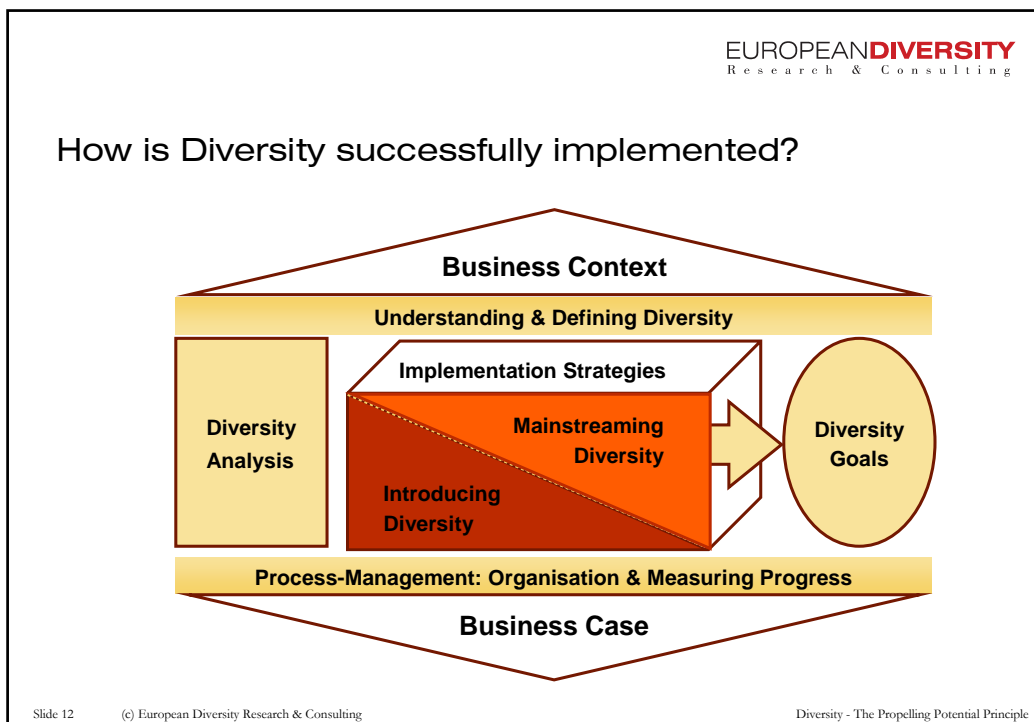 EUROPEANDIVERSITY
Research & Consulting
How is Diversity successfully implemented?
Business Context
Understanding & Defining Diversity
Implementation Strategies
Diversity
Analysis
Mainstreaming
Diversity
Introducing
Diversity
Diversity
Goals
Process-Management: Organisation & Measuring Progress
Business Case
Slide 12 (c) European Diversity Research & Consulting Diversity - The Propelling Potential Principle